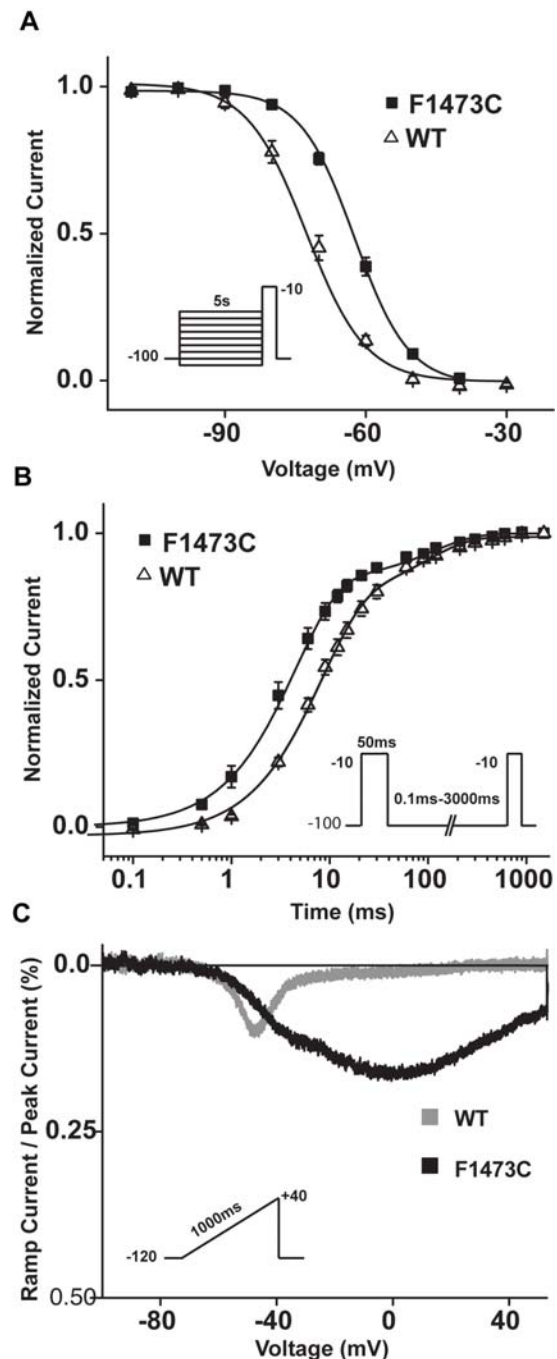 A
Normalized Current
1.0
0.5
0.0
F1473C
WT
5s
-10
-100
-90
-60
-30
Voltage (mV)
B
Normalized Current
1.0
0.5
0.0
F1473C
WT
50ms
-10
-10
0.1ms-3000ms
-100
0.1
1
10
100
1000
Time (ms)
C
Ramp Current / Peak Current (%)
0.0
0.25
0.50
WT
F1473C
1000ms
+40
-120
-80
-40
0
40
Voltage (mV)